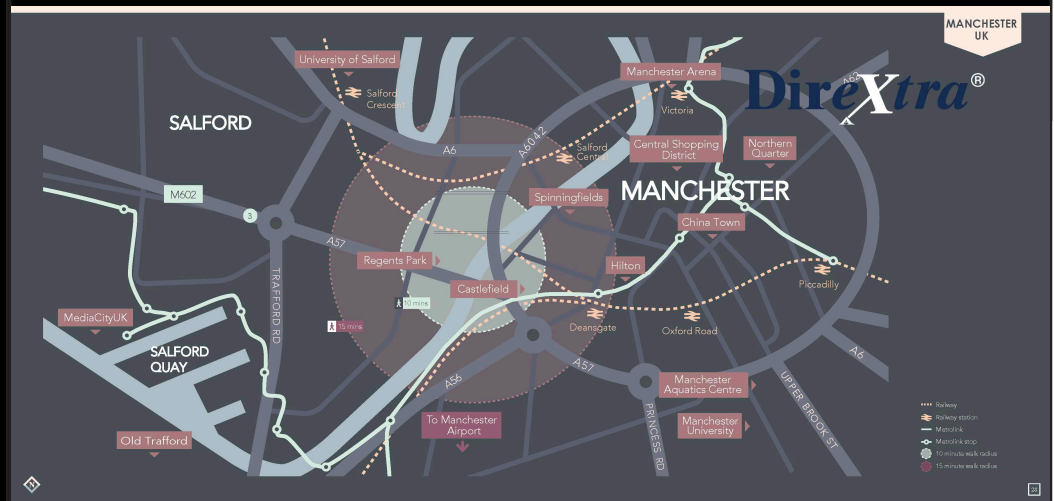 MANCHESTER
UK
DireXtra®
University of Salford
Salford
Crescent
SALFORD
Manchester Arena
Victoria
A62
A6042
A6
Salford
Central
Central Shopping
District
Northern
Quarter
M602
3
Spinningfields
MANCHESTER
China Town
A57
Regents Park
Hilton
Castlefield
Piccadilly
TRAFFORD RD
10 mins
15 mins
MediaCityUK
Deansgate
Oxford Road
SALFORD
QUAY
A57
A6
A56
Manchester
Aquatics Centre
UPPER BROOK ST
PRINCESS RD
To Manchester
Airport
Manchester
University
Old Trafford
Railway
Railway station
Metrolink
Metrolink stop
10 minute walk radius
15 minute walk radius
N